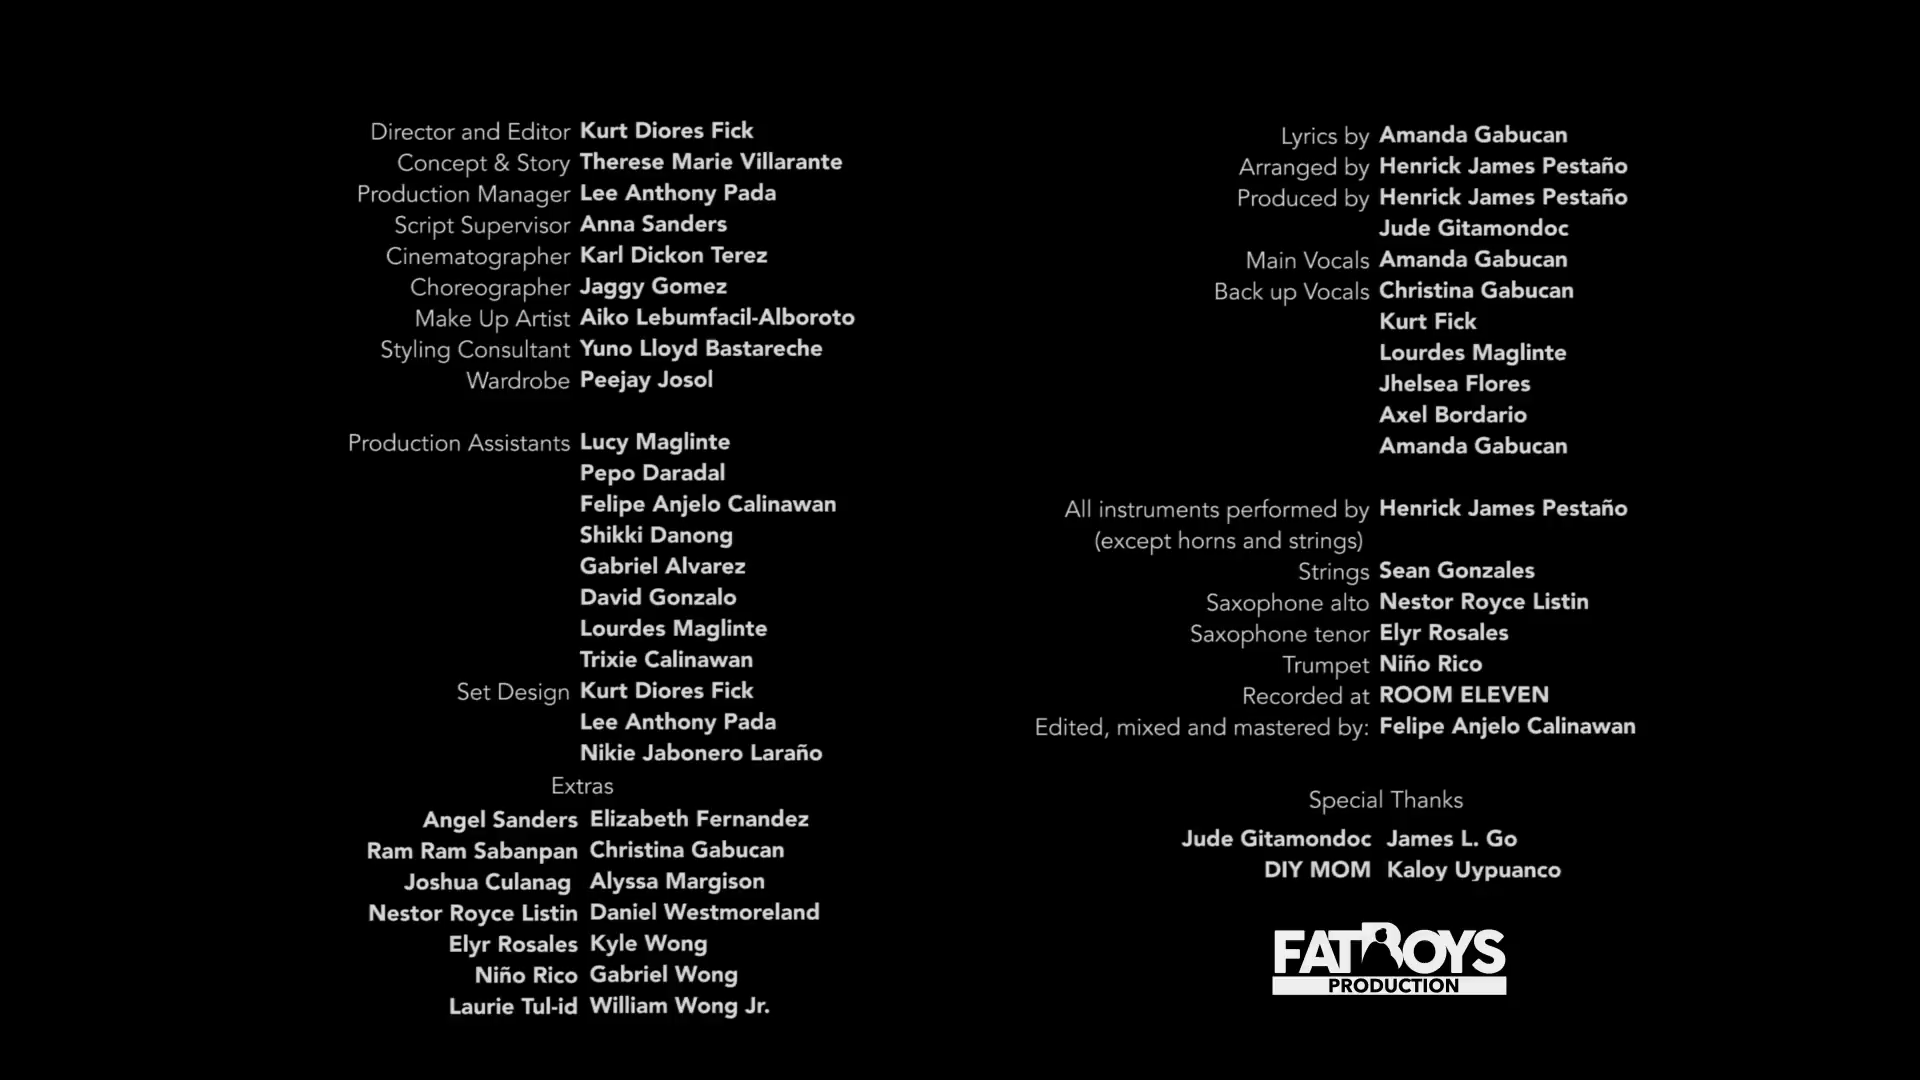 Director and Editor Kurt Diores Fick
Concept & Story Therese Marie Villarante
Production Manager Lee Anthony Pada
Script Supervisor Anna Sanders
Cinematographer Karl Dickon Terez
Choreographer Jaggy Gomez
Make Up Artist Aiko Lebumfacil-Alboroto
Styling Consultant Yuno Lloyd Bastareche
Wardrobe Peejay Josol
Production Assistants Lucy Maglinte
Pepo Daradal
Felipe Anjelo Calinawan
Shikki Danong
Gabriel Alvarez
David Gonzalo
Lourdes Maglinte
Trixie Calinawan
Set Design Kurt Diores Fick
Lee Anthony Pada
Nikie Jabonero Laraño
Extras
Angel Sanders Elizabeth Fernandez
Ram Ram Sabanpan Christina Gabucan
Joshua Culanag Alyssa Margison
Nestor Royce Listin Daniel Westmoreland
Elyr Rosales Kyle Wong
Niño Rico Gabriel Wong
Laurie Tul-id William Wong Jr.
Lyrics by Amanda Gabucan
Arranged by Henrick James Pestaño
Produced by Henrick James Pestaño
Jude Gitamondoc
Main Vocals Amanda Gabucan
Back up Vocals Christina Gabucan
Kurt Fick
Lourdes Maglinte
Jhelsea Flores
Axel Bordario
Amanda Gabucan
All instruments performed by Henrick James Pestaño
(except horns and strings)
Strings Sean Gonzales
Saxophone alto Nestor Royce Listin
Saxophone tenor Elyr Rosales
Trumpet Niño Rico
Recorded at ROOM ELEVEN
Edited, mixed and mastered by: Felipe Anjelo Calinawan
Special Thanks
Jude Gitamondoc James L. Go
DIY MOM Kaloy Uypuanco
FATBOYS
PRODUCTION